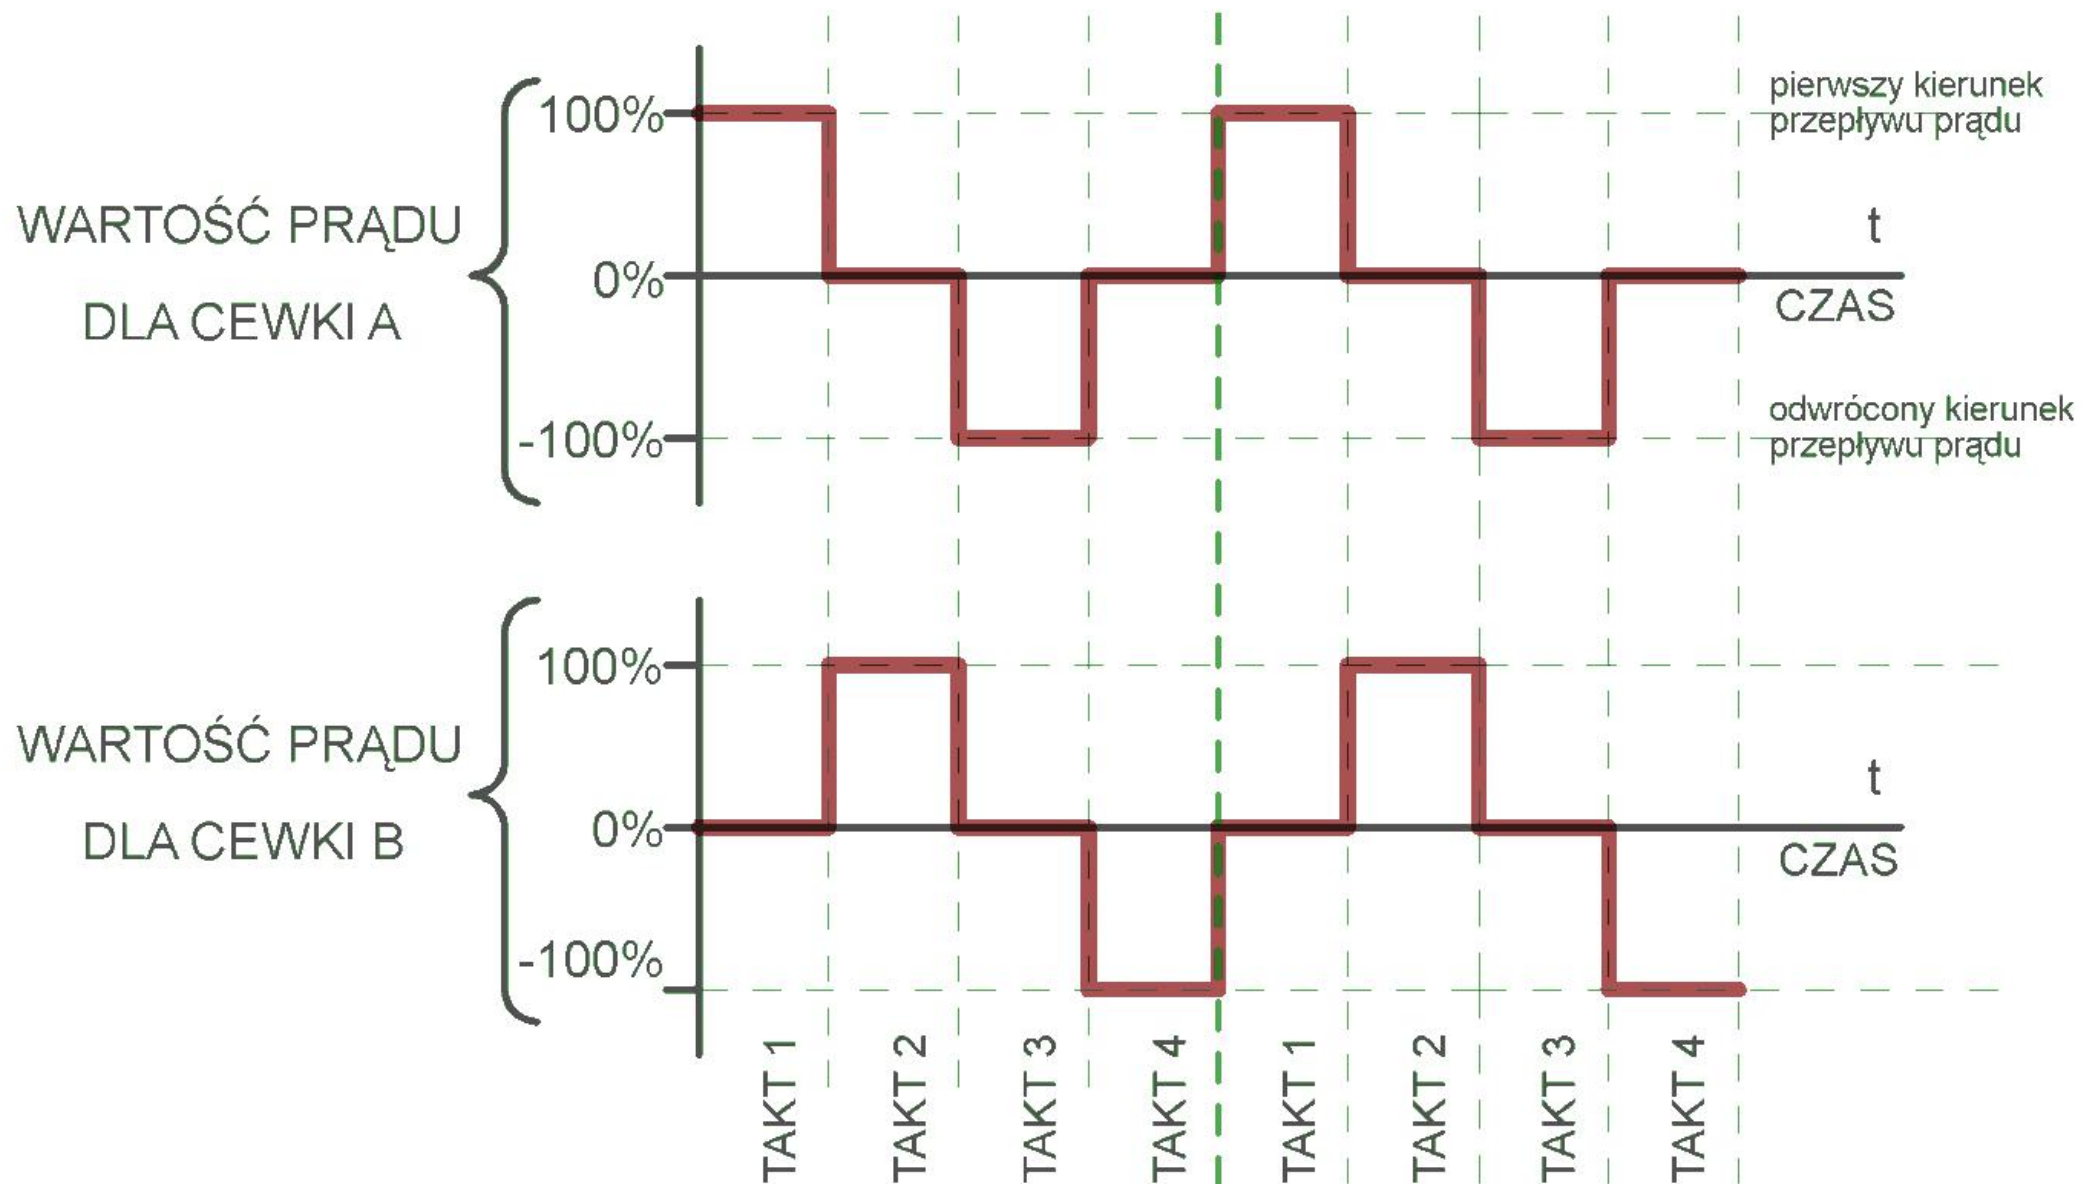 pierwszy kierunek
przepływu prądu
100%
WARTOŚĆ PRĄDU
DLA CEWKI A
0%
t
CZAS
-100%
odwrócony kierunek
przepływu prądu
100%
WARTOŚĆ PRĄDU
DLA CEWKI B
0%
t
CZAS
-100%
TAKT 1
TAKT 2
TAKT 3
TAKT 4
TAKT 1
TAKT 2
TAKT 3
TAKT 4